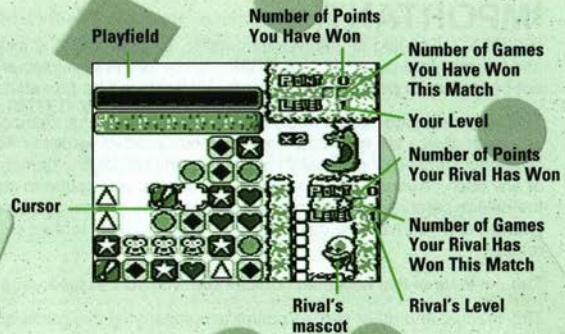 IMPORTA
Number of Points
You Have Won
Playfield
Number of Games
You Have Won
This Match
POINT 0
LEVEL 1
Your Level
x2
Number of Points
Your Rival Has Won
POINT 0
LEVEL 1
Cursor
Number of Games
Your Rival Has
Won This Match
Rival's
mascot
Rival's Level